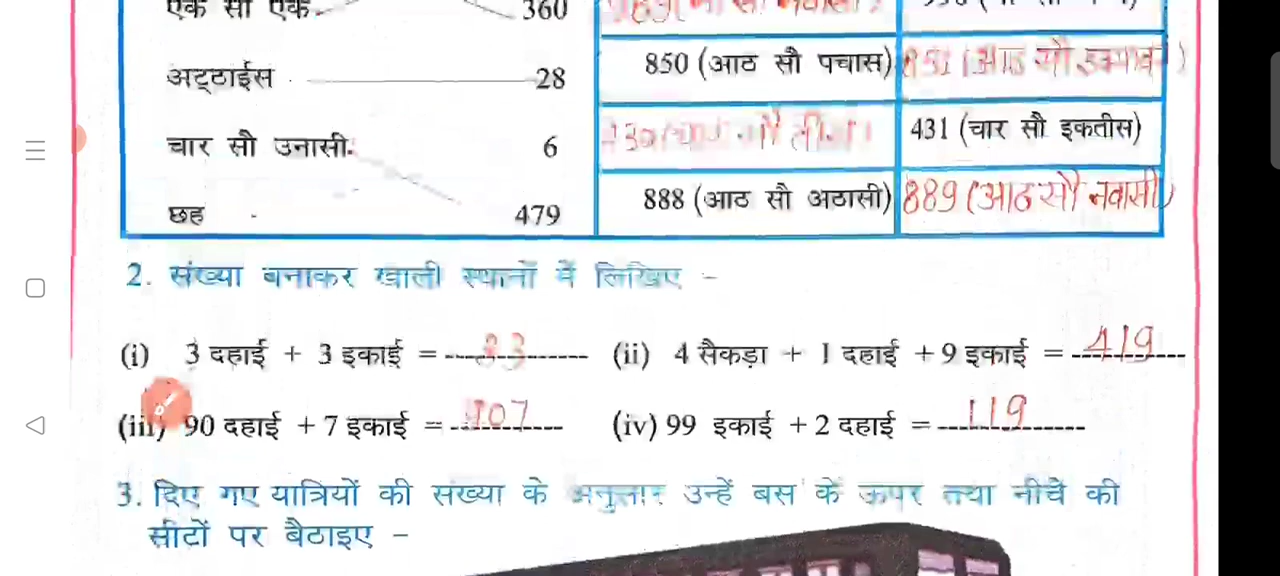 एक सौ एक 360
अट्ठाईस 28
850 (आठ सौ पचास) 851 (आठ सौ इक्यावन)
चार सौ उनासी 6
431 (चार सौ इकतीस)
छह 479
888 (आठ सौ अठासी) 889 (आठ सौ नवासी)
2. संख्या बनाकर खाली स्थानों में लिखिए –
(i) 3 दहाई + 3 इकाई = 33 (ii) 4 सैकड़ा + 1 दहाई + 9 इकाई = 419
(iii) 90 दहाई + 7 इकाई = 907 (iv) 99 इकाई + 2 दहाई = 119
3. दिए गए यात्रियों की संख्या के अनुसार उन्हें बस के ऊपर तथा नीचे की
सीटों पर बैठाइए –